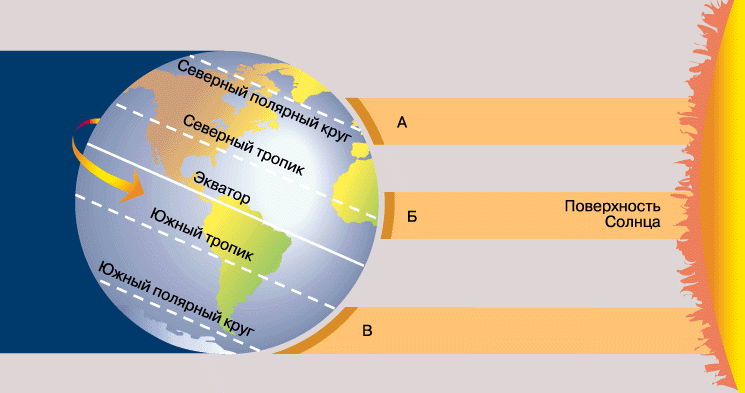 Северный полярный круг
А
Северный тропик
Экватор
Б
Поверхность
Солнца
Южный тропик
Южный полярный круг
В